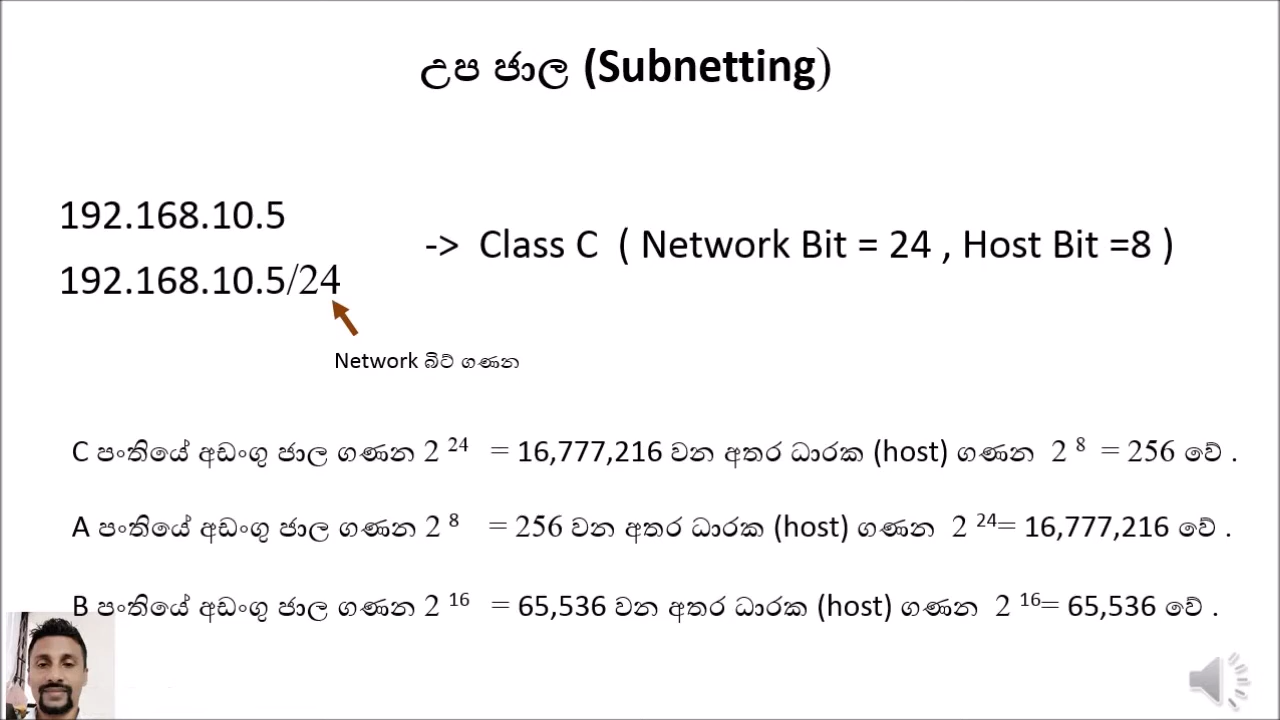 උප ජාල (Subnetting)
192.168.10.5
192.168.10.5/24
-> Class C ( Network Bit = 24 , Host Bit =8 )
Network බිට් ගණන
C පංතියේ අඩංගු ජාල ගණන 2 24 = 16,777,216 වන අතර ධාරක (host) ගණන 2 8 = 256 වේ .
A පංතියේ අඩංගු ජාල ගණන 2 8 = 256 වන අතර ධාරක (host) ගණන 2 24= 16,777,216 වේ .
B පංතියේ අඩංගු ජාල ගණන 2 16 = 65,536 වන අතර ධාරක (host) ගණන 2 16= 65,536 වේ .